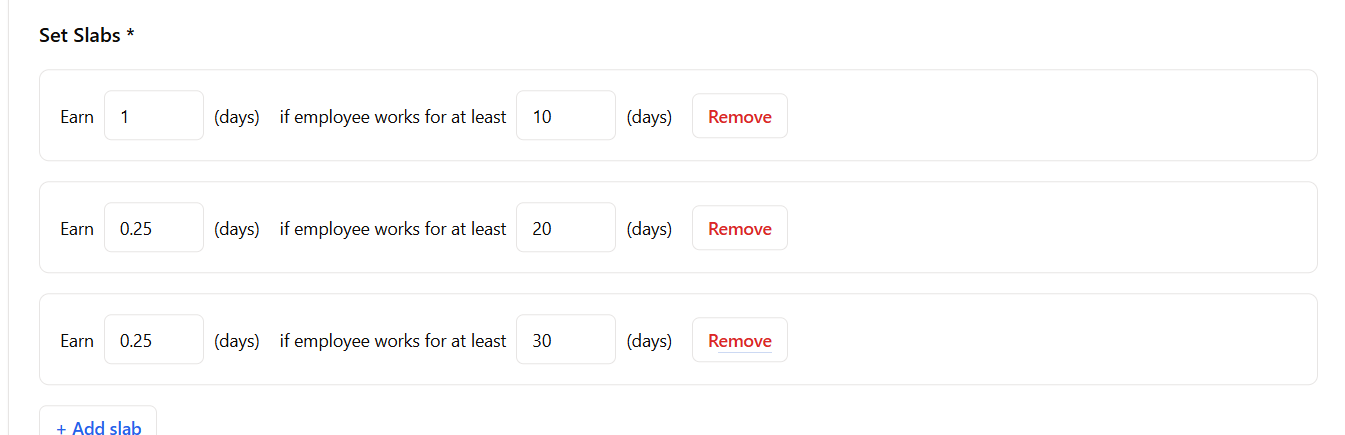 Set Slabs *
Earn 1 (days) if employee works for at least 10 (days) Remove
Earn 0.25 (days) if employee works for at least 20 (days) Remove
Earn 0.25 (days) if employee works for at least 30 (days) Remove
+ Add slab